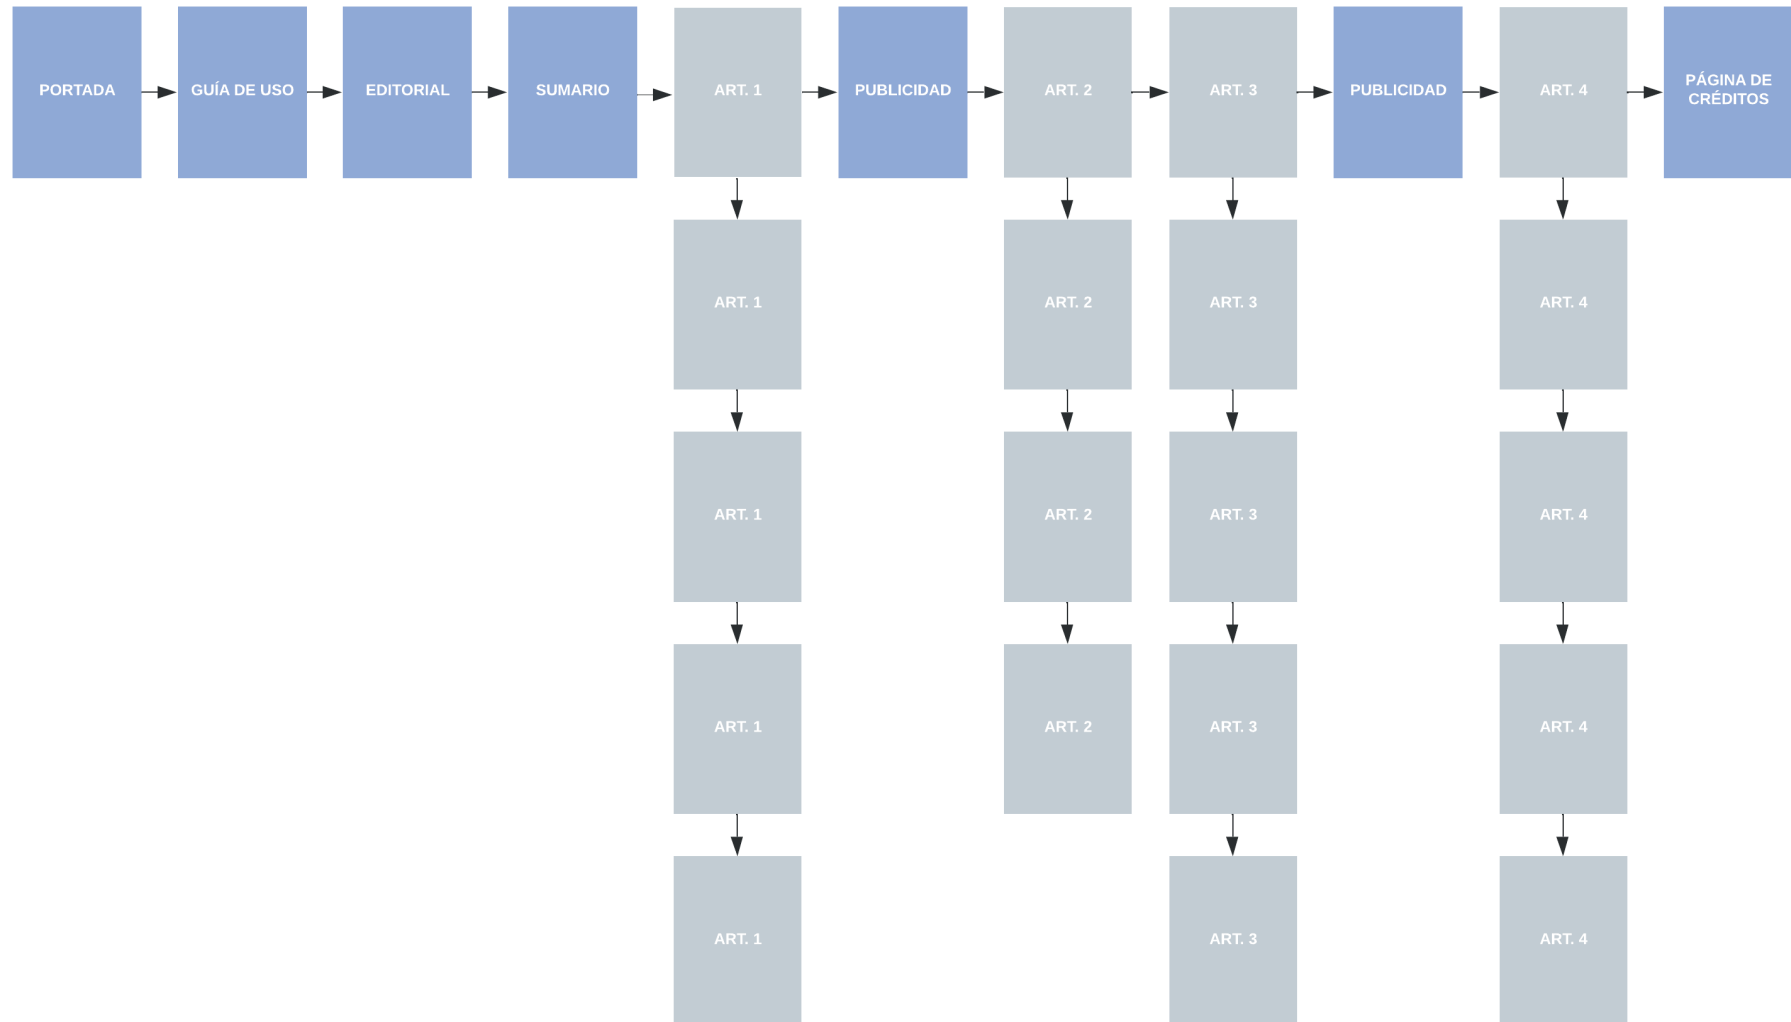 PORTADA
GUÍA DE USO
EDITORIAL
SUMARIO
ART. 1
PUBLICIDAD
ART. 2
ART. 3
PUBLICIDAD
ART. 4
PÁGINA DE
CRÉDITOS
ART. 1
ART. 2
ART. 3
ART. 4
ART. 1
ART. 2
ART. 3
ART. 4
ART. 1
ART. 2
ART. 3
ART. 4
ART. 1
ART. 3
ART. 4